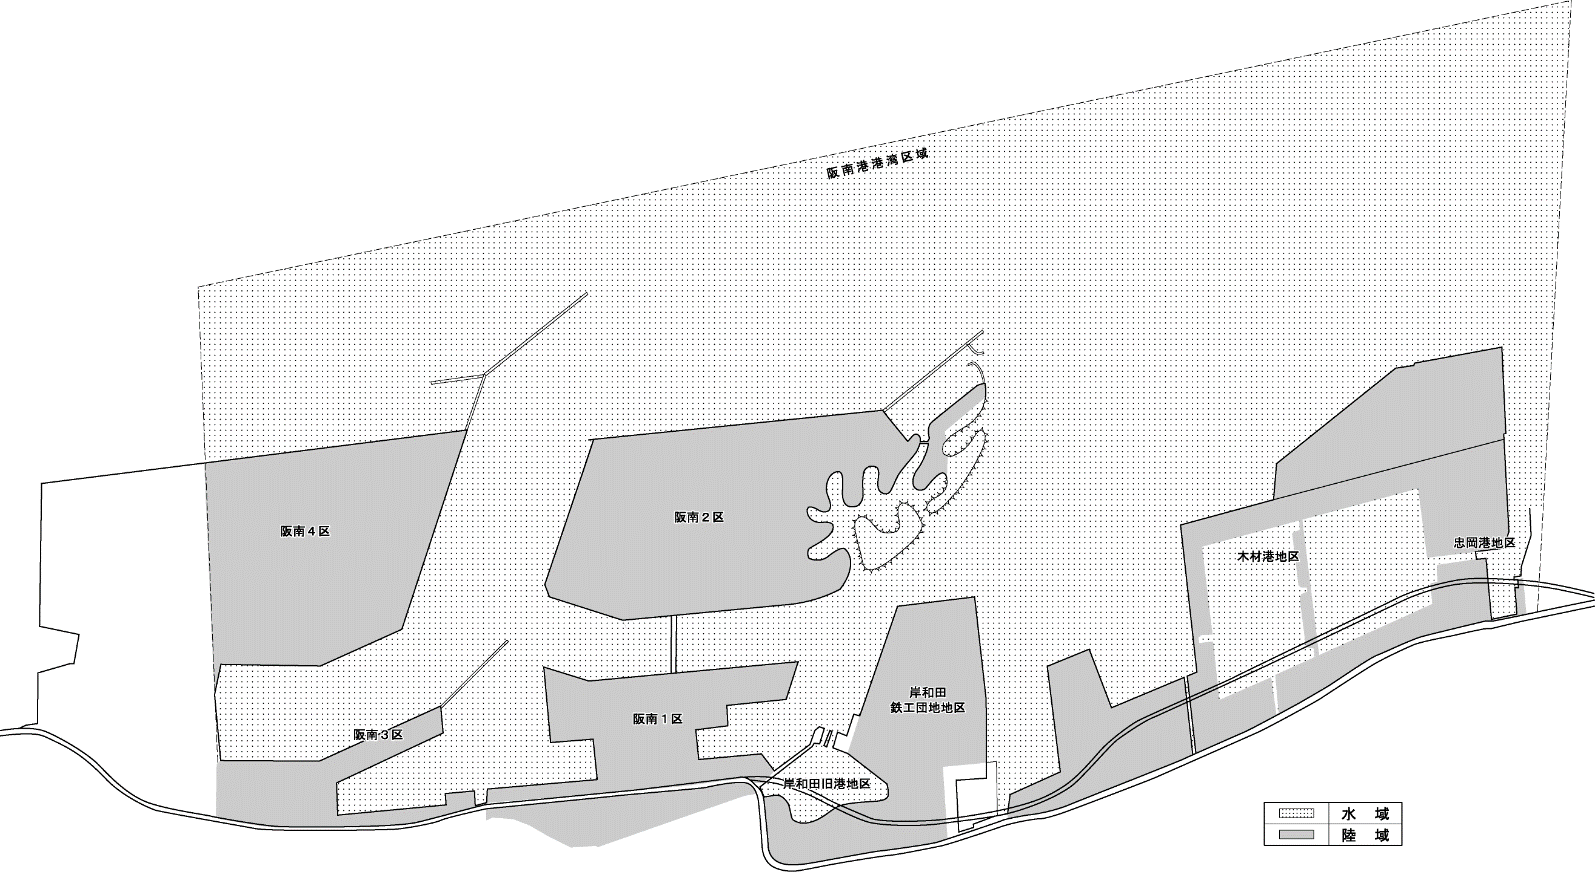 阪南港港湾区域
阪南４区
阪南２区
木材港地区
忠岡港地区
岸和田
鉄工団地地区
阪南３区
阪南１区
岸和田旧港地区
水　域
陸　域